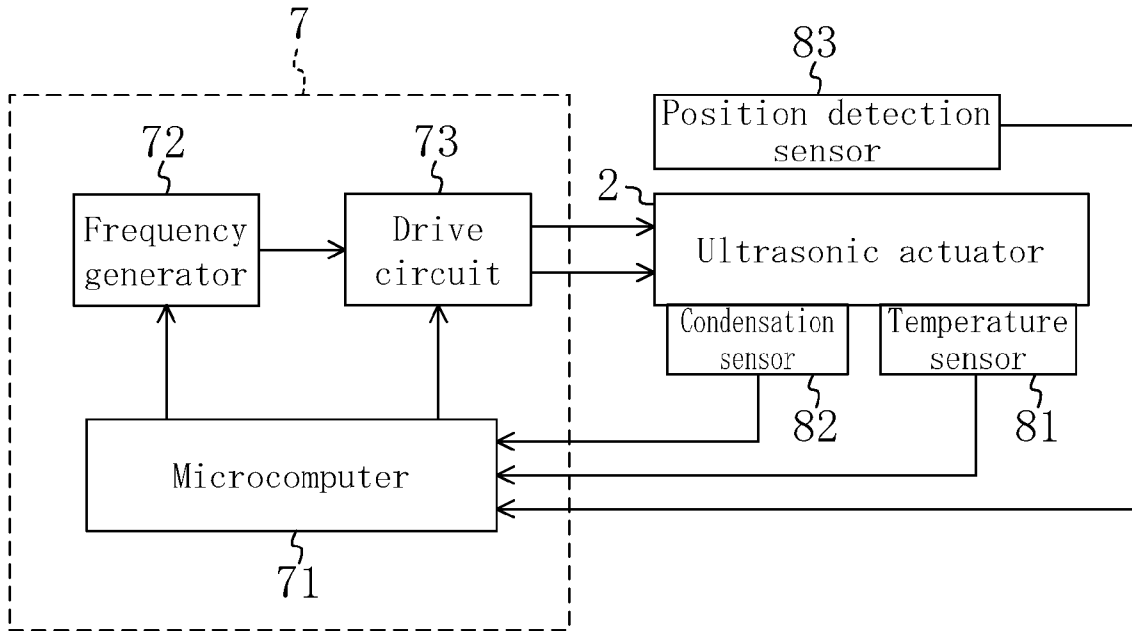 7
83
Position detection
sensor
72
73
2
Frequency
generator
Drive
circuit
Ultrasonic actuator
Condensation
sensor
Temperature
sensor
82
81
Microcomputer
71